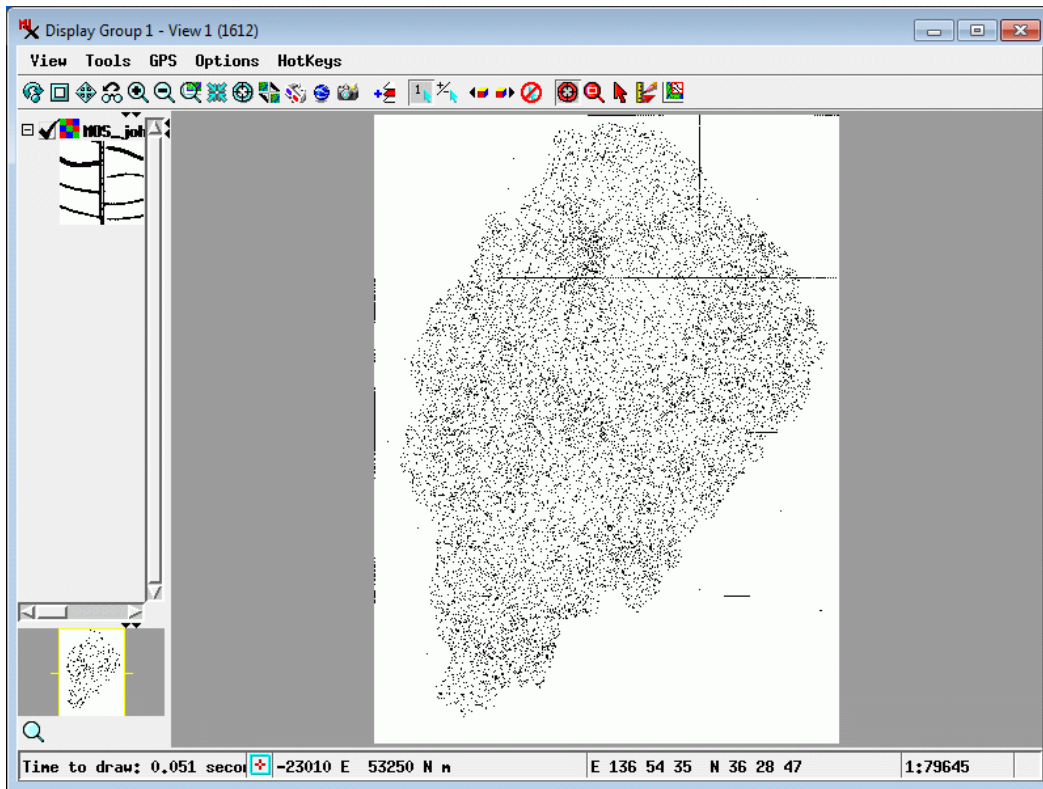 Display Group 1 - View 1 (1612)
View Tools GPS Options HotKeys
1
MOS_joh
Time to draw: 0.051 secon
-23010 E 53250 N m
E 136 54 35 N 36 28 47
1:79645